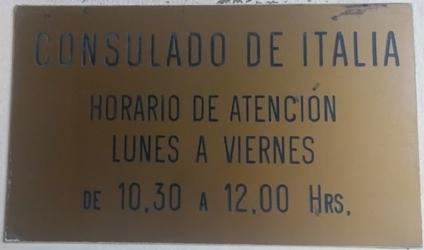 CONSULADO DE ITALIA
HORARIO DE ATENCIÓN
LUNES A VIERNES
DE 10,30 A 12,00 HRS.